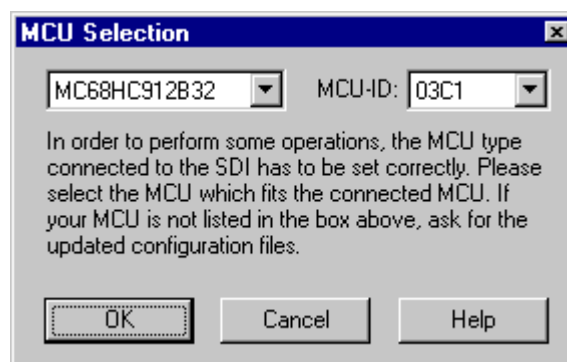 MCU Selection
MC68HC912B32 MCU-ID: 03C1
In order to perform some operations, the MCU type
connected to the SDI has to be set correctly. Please
select the MCU which fits the connected MCU. If
your MCU is not listed in the box above, ask for the
updated configuration files.
OK Cancel Help